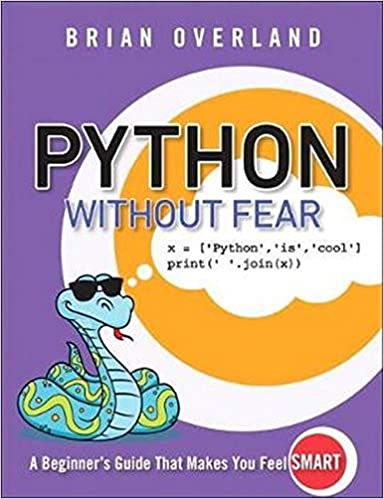 BRIAN OVERLAND
PYTHON
WITHOUT FEAR
x = ['Python','is','cool']
print(' '.join(x))
A Beginner's Guide That Makes You Feel SMART